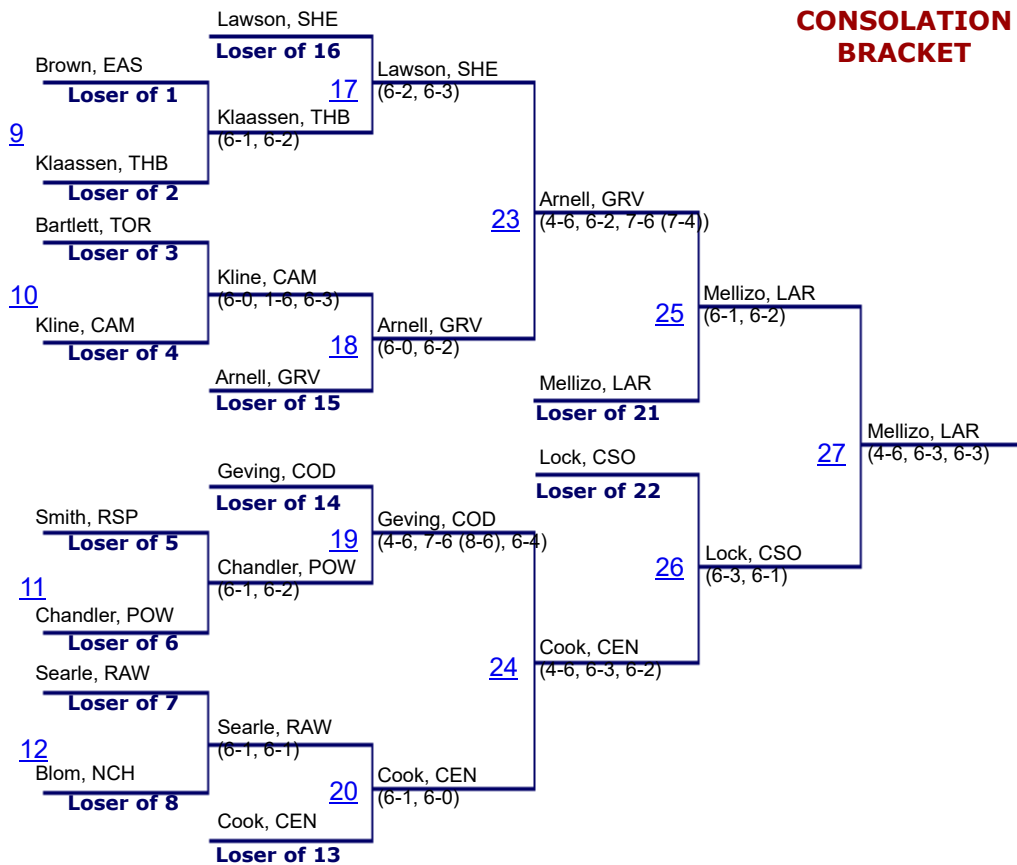 CONSOLATION
BRACKET
Lawson, SHE
Loser of 16
Brown, EAS
Loser of 1
17
Lawson, SHE
(6-2, 6-3)
9
Klaassen, THB
(6-1, 6-2)
Klaassen, THB
Loser of 2
23
Arnell, GRV
(4-6, 6-2, 7-6 (7-4))
Bartlett, TOR
Loser of 3
10
Kline, CAM
(6-0, 1-6, 6-3)
Kline, CAM
Loser of 4
18
Arnell, GRV
(6-0, 6-2)
25
Mellizo, LAR
(6-1, 6-2)
Arnell, GRV
Loser of 15
Mellizo, LAR
Loser of 21
27
Mellizo, LAR
(4-6, 6-3, 6-3)
Geving, COD
Loser of 14
Lock, CSO
Loser of 22
Smith, RSP
Loser of 5
19
Geving, COD
(4-6, 7-6 (8-6), 6-4)
11
Chandler, POW
(6-1, 6-2)
26
Lock, CSO
(6-3, 6-1)
Chandler, POW
Loser of 6
24
Cook, CEN
(4-6, 6-3, 6-2)
Searle, RAW
Loser of 7
12
Searle, RAW
(6-1, 6-1)
Blom, NCH
Loser of 8
20
Cook, CEN
(6-1, 6-0)
Cook, CEN
Loser of 13